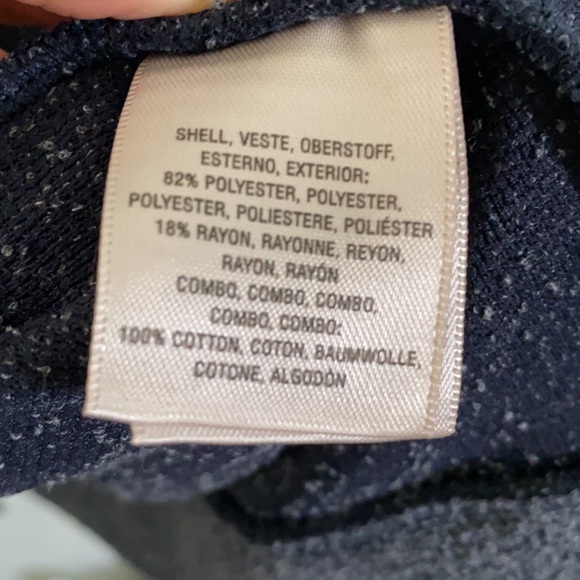 SHELL, VESTE, OBERSTOFF,
ESTERNO, EXTERIOR:
82% POLYESTER, POLYESTER,
POLYESTER, POLIESTERE, POLIÉSTER
18% RAYON, RAYONNE, REYON,
RAYON, RAYÓN
COMBO, COMBO, COMBO,
COMBO, COMBO:
100% COTTON, COTON, BAUMWOLLE,
COTONE, ALGODÓN